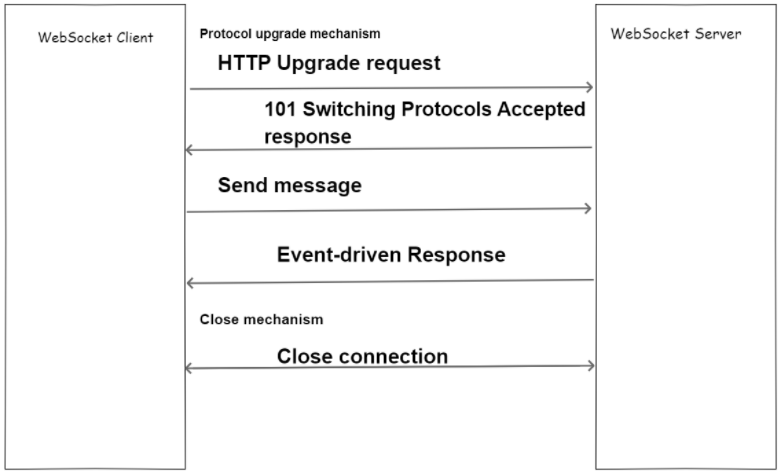 WebSocket Client
Protocol upgrade mechanism
WebSocket Server
HTTP Upgrade request
101 Switching Protocols Accepted
response
Send message
Event-driven Response
Close mechanism
Close connection